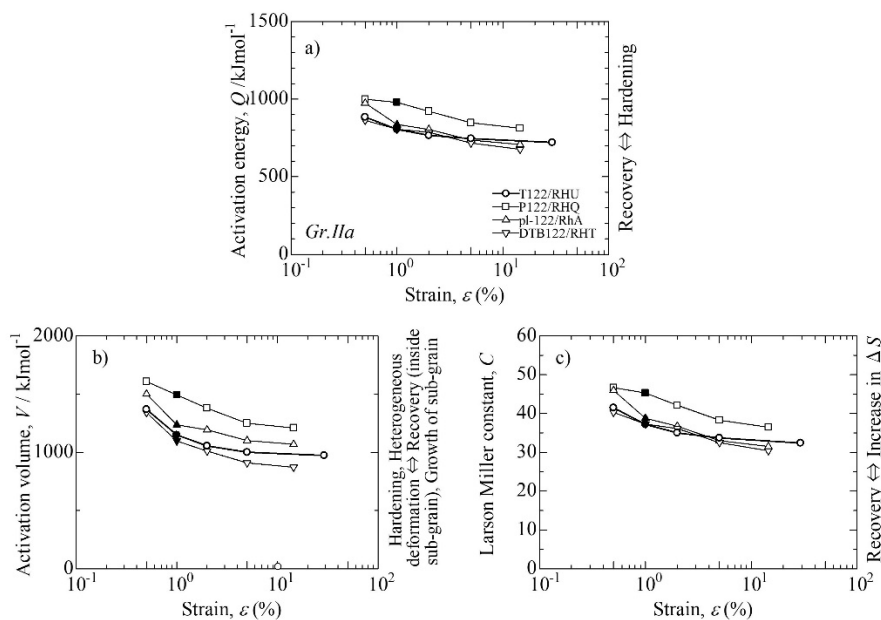 1500
1000
500
0
10-1
100
101
102
a)
Activation energy, Q /kJmol-1
Recovery ⇔ Hardening
T122/RHU
P122/RHQ
pl-122/RhA
DTB122/RHT
Gr.IIa
Strain, ε (%)
2000
1000
0
10-1
100
101
102
b)
Activation volume, V / kJmol-1
Hardening, Heterogeneous
deformation ⇔ Recovery (inside
sub-grain), Growth of sub-grain)
Strain, ε (%)
60
50
40
30
20
10
0
10-1
100
101
102
c)
Larson Miller constant, C
Recovery ⇔ Increase in ΔS
Strain, ε (%)